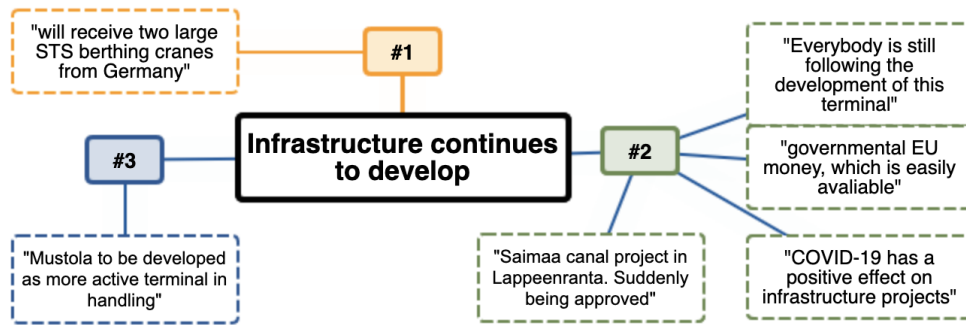 "will receive two large
STS berthing cranes
from Germany"
#1
"Everybody is still
following the
development of this
terminal"
Infrastructure continues
to develop
#2
#3
"governmental EU
money, which is easily
avaliable"
"Mustola to be developed
as more active terminal in
handling"
"Saimaa canal project in
Lappeenranta. Suddenly
being approved"
"COVID-19 has a
positive effect on
infrastructure projects"